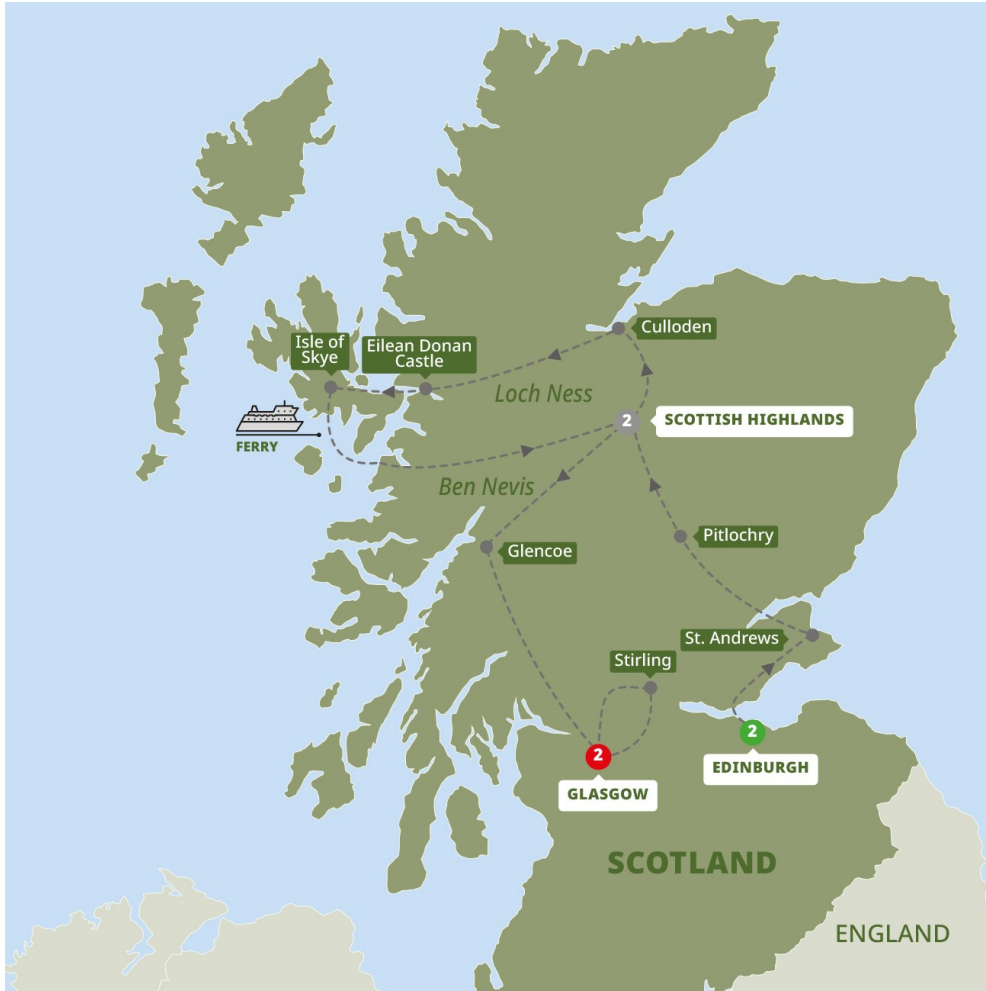 Culloden
Isle of
Skye
Eilean Donan
Castle
Loch Ness
2
SCOTTISH HIGHLANDS
FERRY
Ben Nevis
Pitlochry
Glencoe
St. Andrews
Stirling
2
EDINBURGH
2
GLASGOW
SCOTLAND
ENGLAND